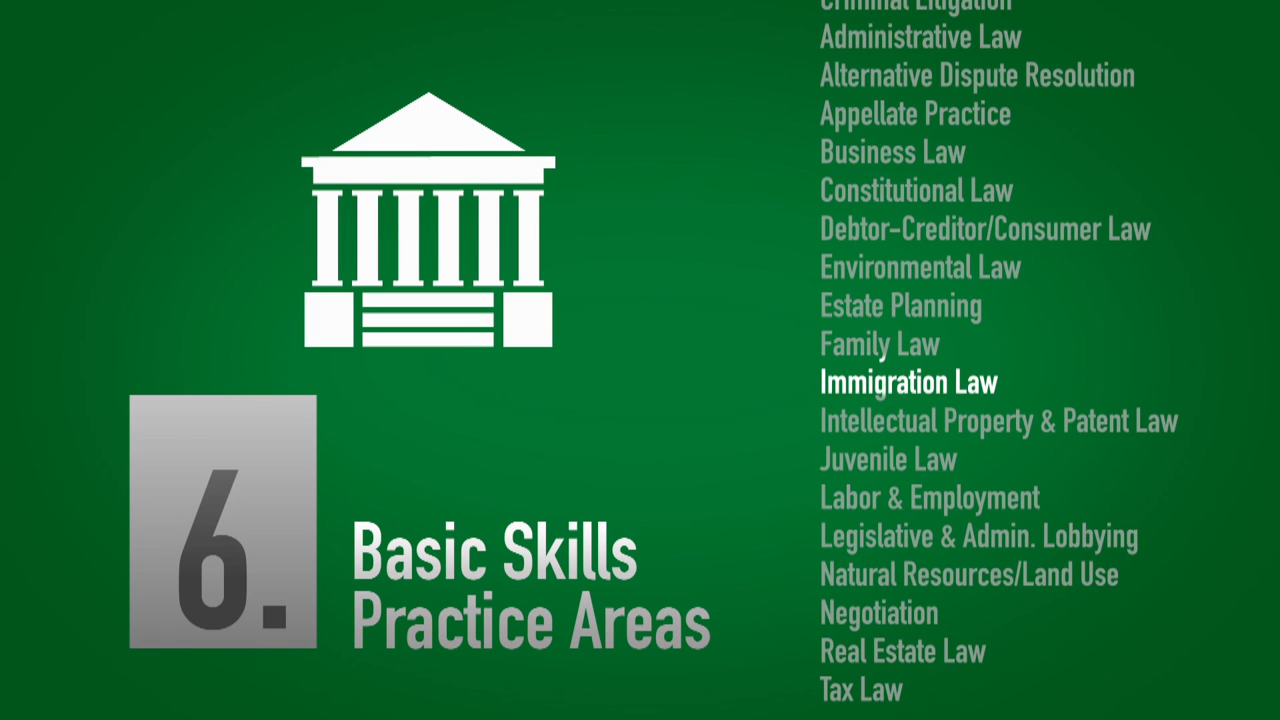 Criminal Litigation
Administrative Law
Alternative Dispute Resolution
Appellate Practice
Business Law
Constitutional Law
Debtor-Creditor/Consumer Law
Environmental Law
Estate Planning
Family Law
Immigration Law
Intellectual Property & Patent Law
Juvenile Law
Labor & Employment
Legislative & Admin. Lobbying
Natural Resources/Land Use
Negotiation
Real Estate Law
Tax Law
6.
Basic Skills
Practice Areas